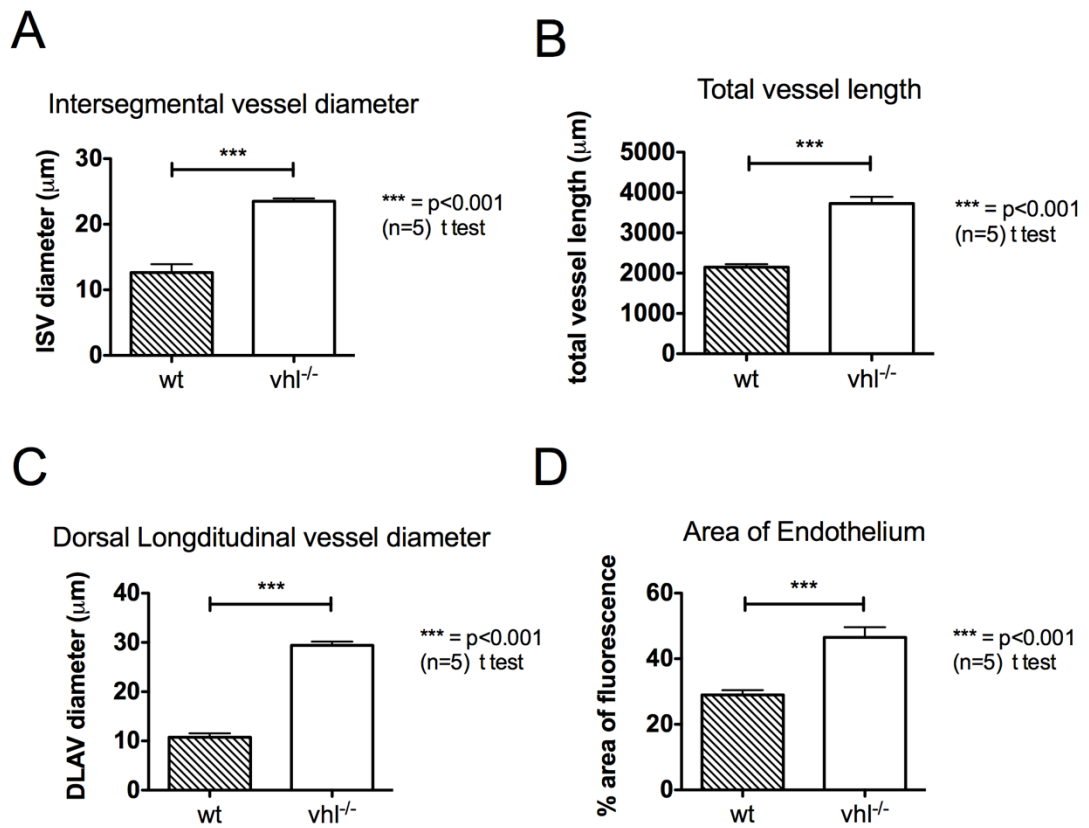 A
Intersegmental vessel diameter
ISV diameter (μm)
30
20
10
0
***
wt
vhl-/-
*** = p<0.001
(n=5) t test
B
Total vessel length
total vessel length (μm)
5000
4000
3000
2000
1000
0
***
wt
vhl-/-
*** = p<0.001
(n=5) t test
C
Dorsal Longditudinal vessel diameter
DLAV diameter (μm)
40
30
20
10
0
***
wt
vhl-/-
*** = p<0.001
(n=5) t test
D
Area of Endothelium
% area of fluorescence
60
40
20
0
***
wt
vhl-/-
*** = p<0.001
(n=5) t test